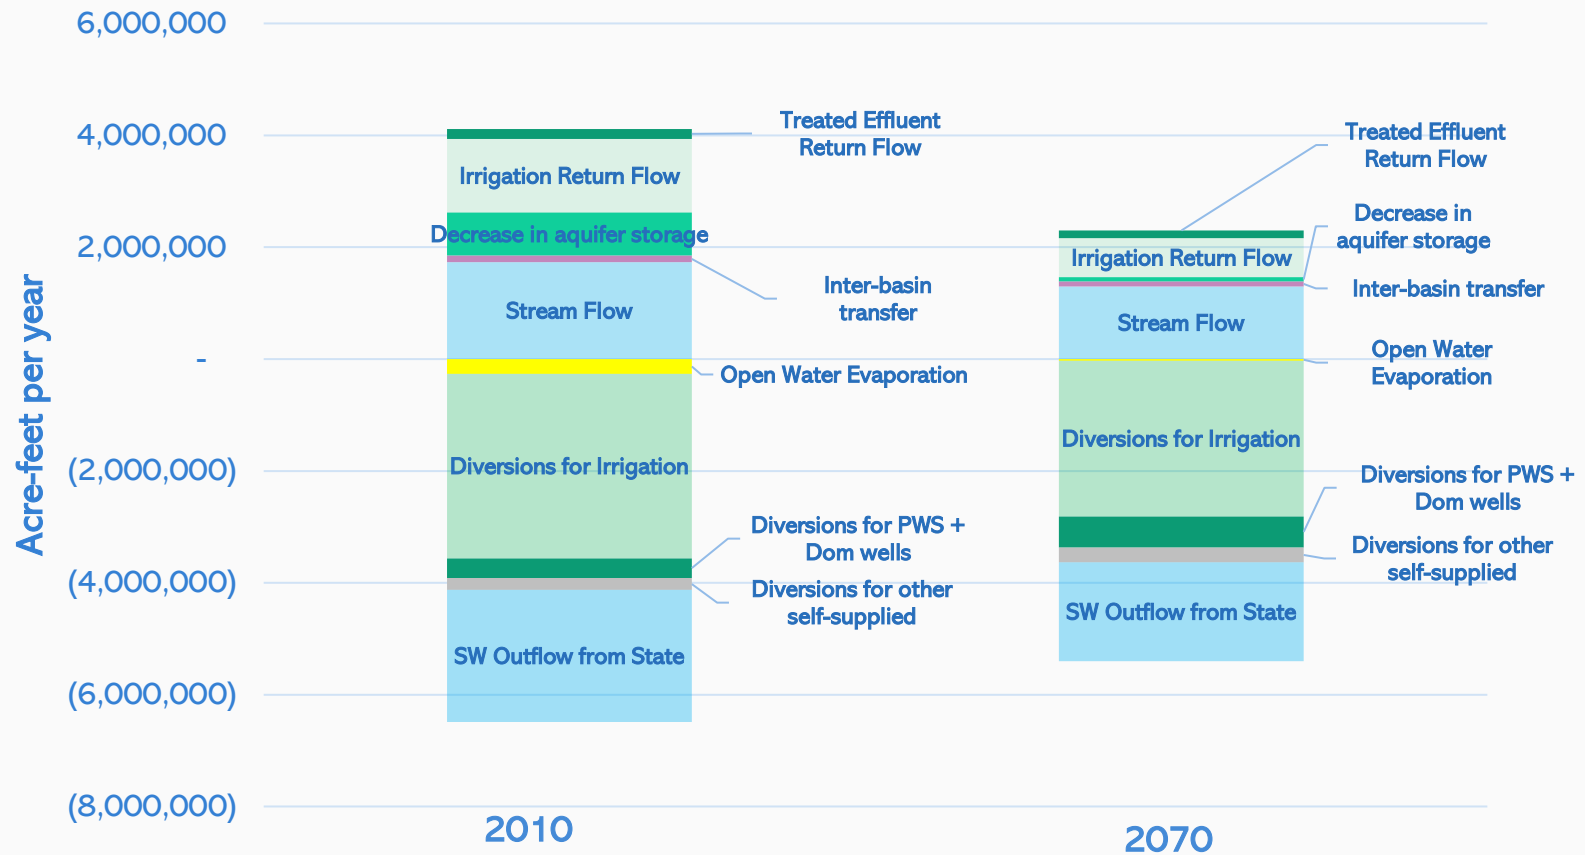 6,000,000
4,000,000
2,000,000
-
(2,000,000)
(4,000,000)
(6,000,000)
(8,000,000)
Acre-feet per year
Treated Effluent
Return Flow
Irrigation Return Flow
Decrease in aquifer storage
Inter-basin
transfer
Stream Flow
Open Water Evaporation
Diversions for Irrigation
Diversions for PWS +
Dom wells
Diversions for other
self-supplied
SW Outflow from State
2010
Treated Effluent
Return Flow
Decrease in
aquifer storage
Irrigation Return Flow
Inter-basin transfer
Stream Flow
Open Water
Evaporation
Diversions for Irrigation
Diversions for PWS +
Dom wells
Diversions for other
self-supplied
SW Outflow from State
2070